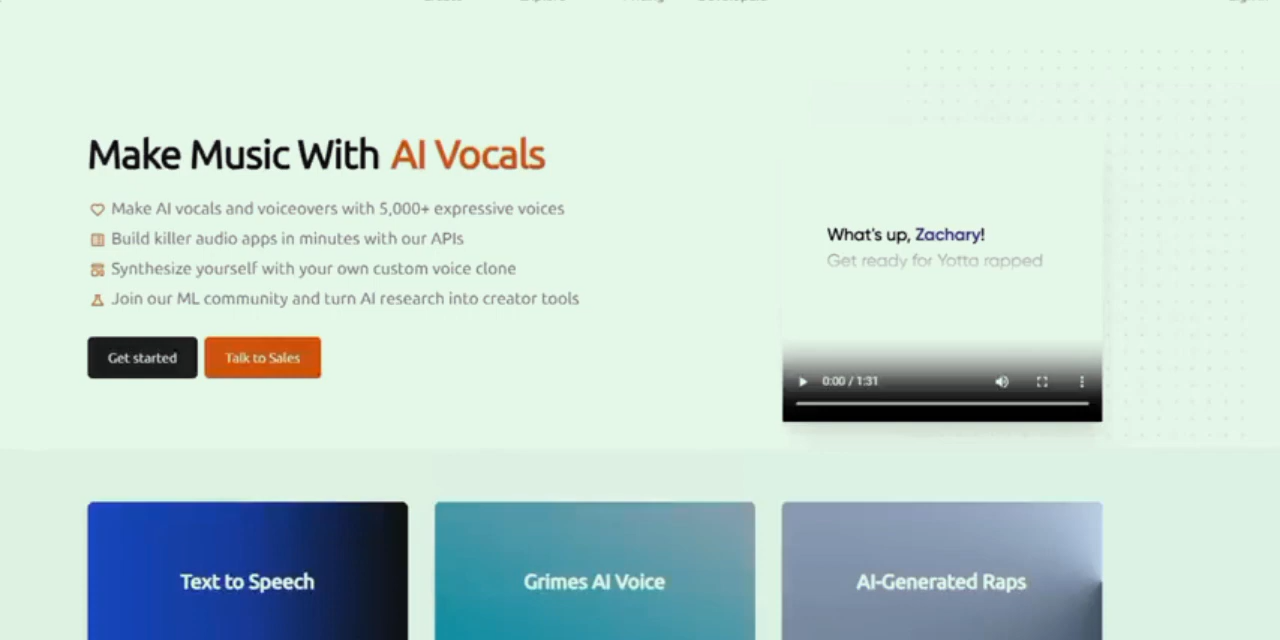 Make Music With AI Vocals
Make AI vocals and voiceovers with 5,000+ expressive voices
Build killer audio apps in minutes with our APIs
Synthesize yourself with your own custom voice clone
Join our ML community and turn AI research into creator tools
Get started
Talk to Sales
What's up, Zachary!
Get ready for Yotta rapped
0:00 / 1:31
Text to Speech
Grimes AI Voice
AI-Generated Raps